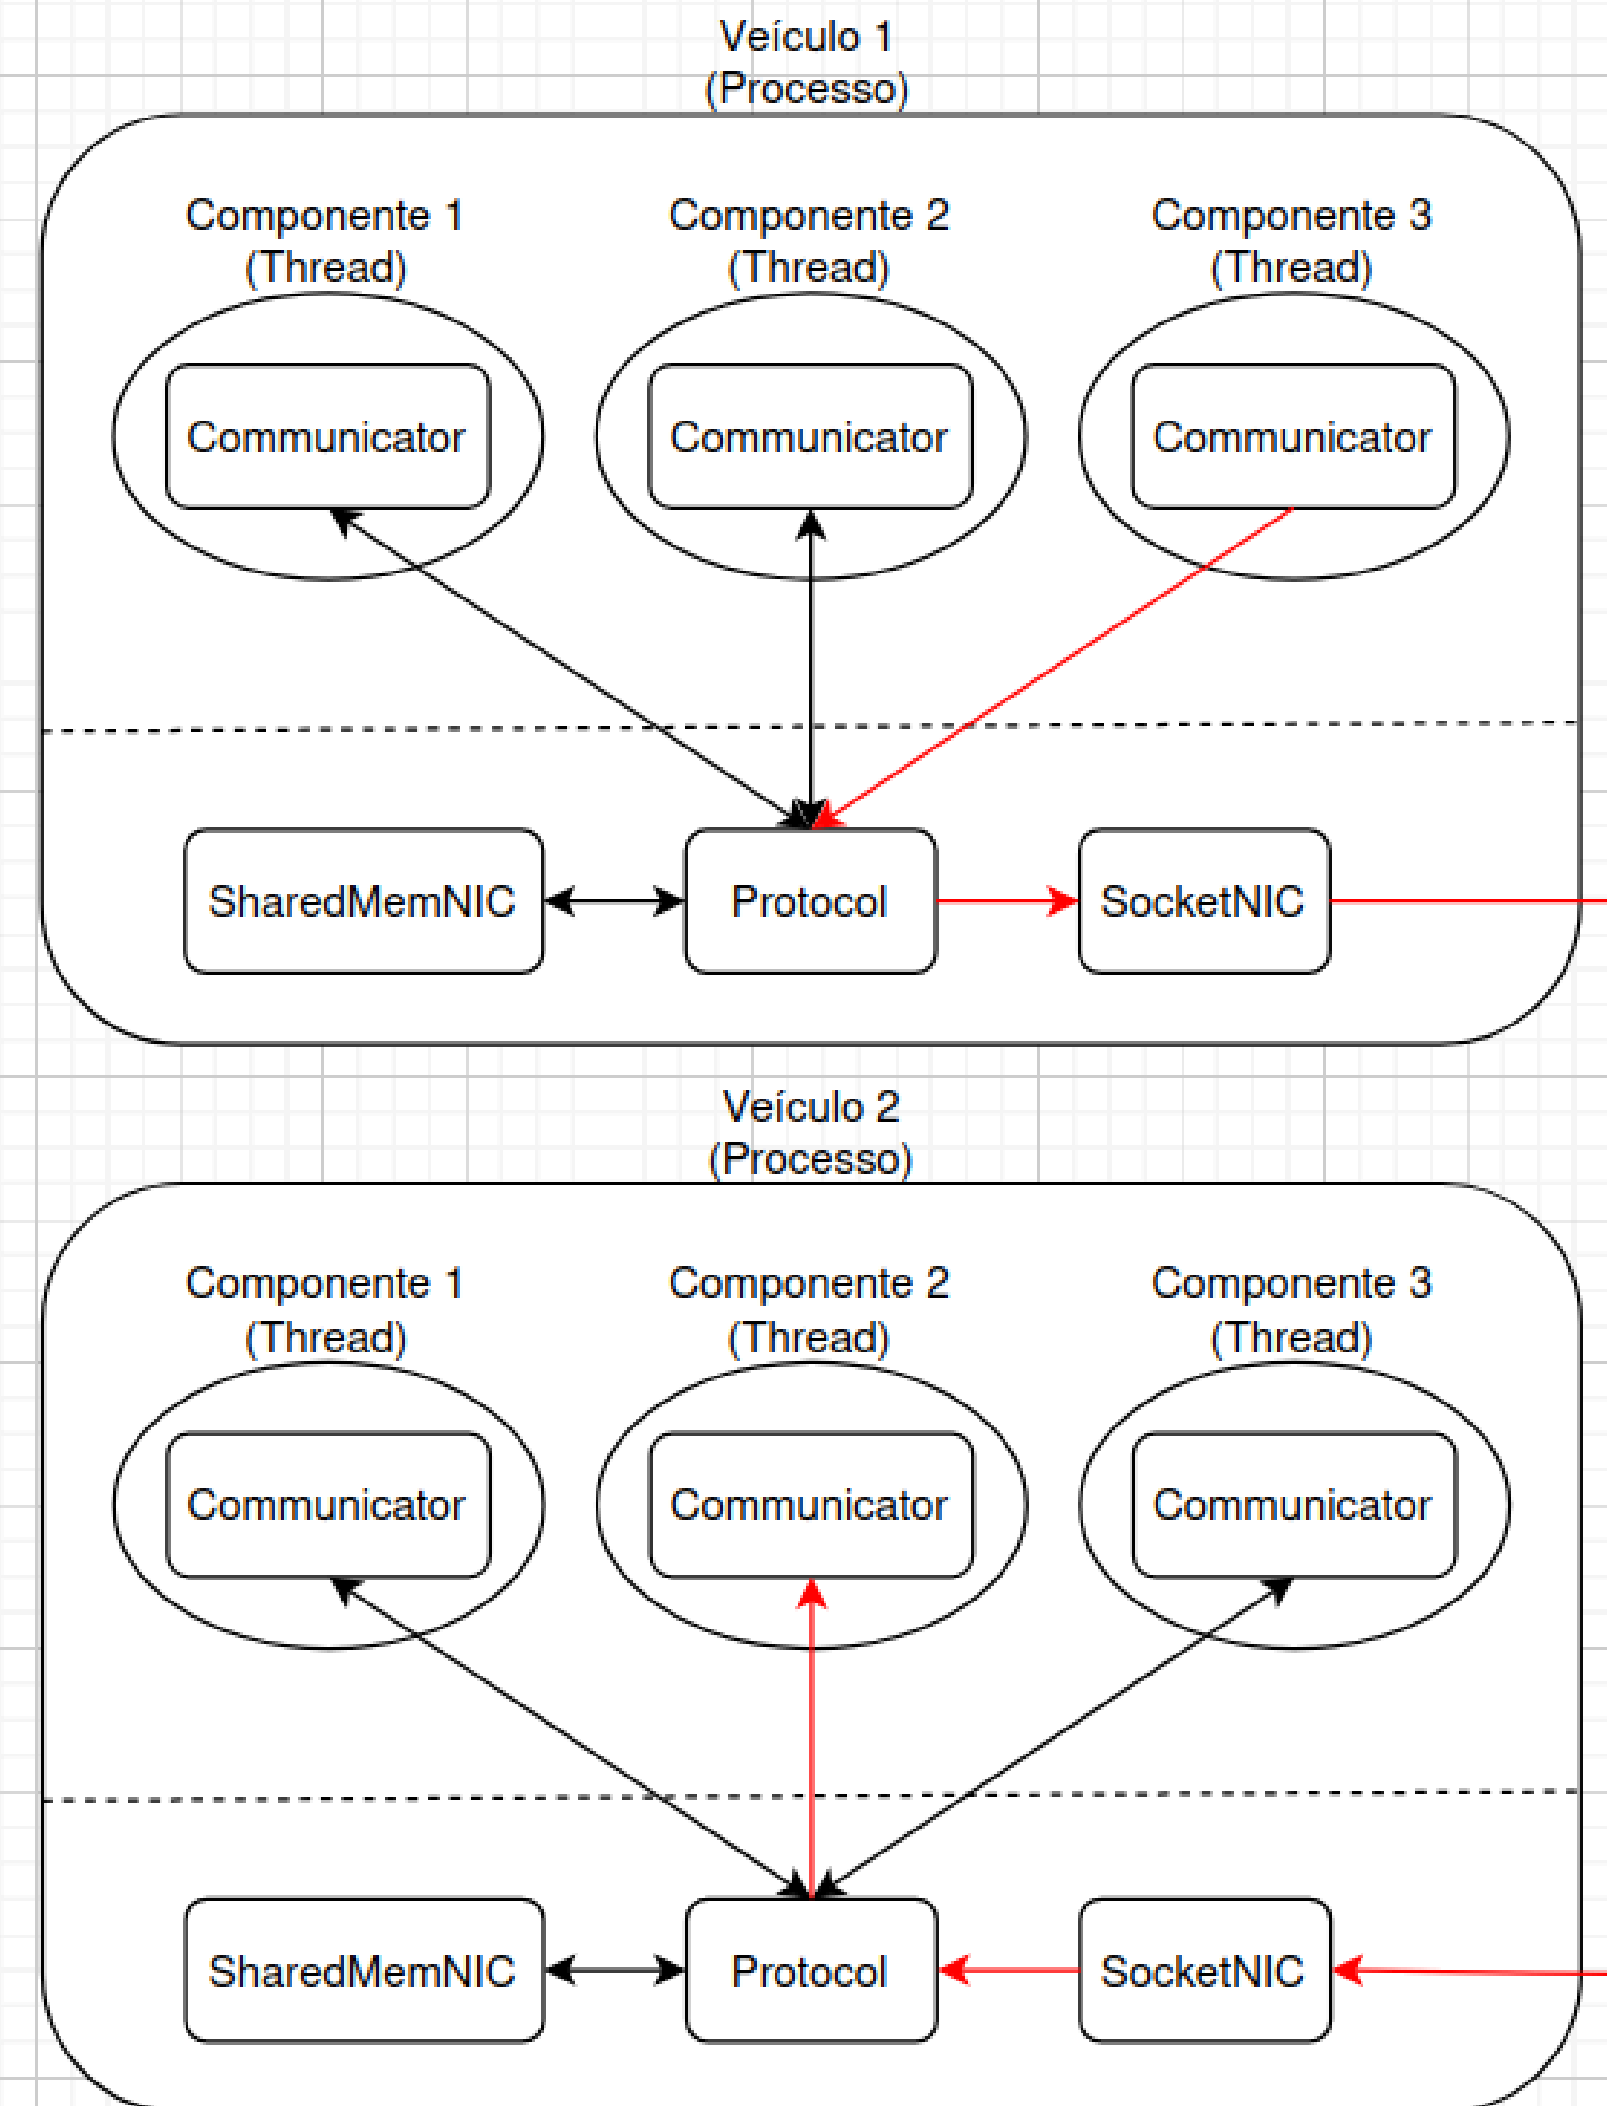 Veículo 1
(Processo)
Componente 1
(Thread)
Componente 2
(Thread)
Componente 3
(Thread)
Communicator
Communicator
Communicator
SharedMemNIC
Protocol
SocketNIC
Veículo 2
(Processo)
Componente 1
(Thread)
Componente 2
(Thread)
Componente 3
(Thread)
Communicator
Communicator
Communicator
SharedMemNIC
Protocol
SocketNIC